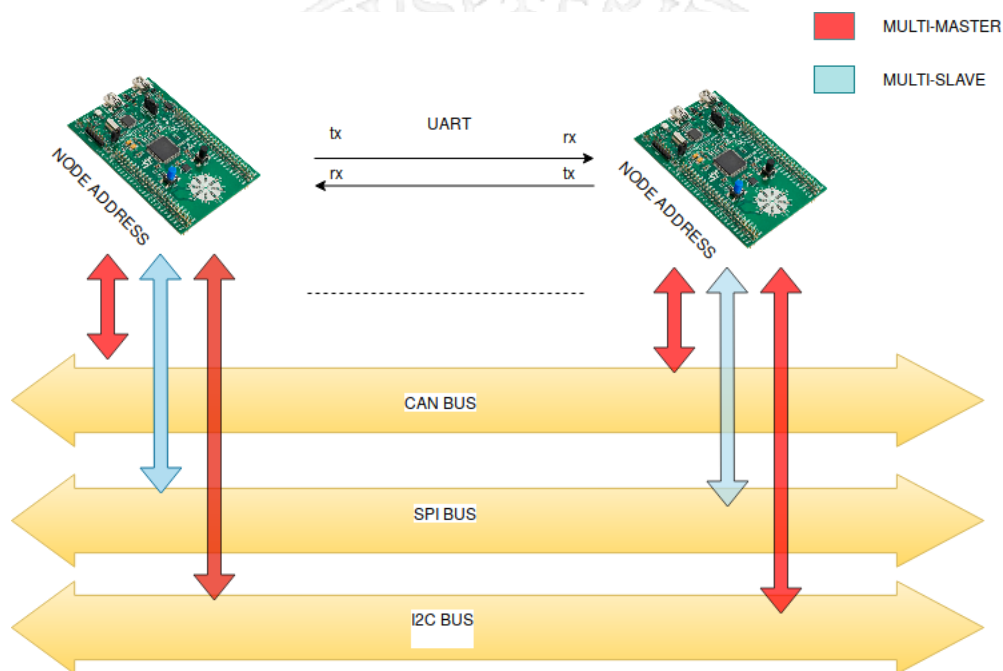 MULTI-MASTER
MULTI-SLAVE
tx
UART
rx
rx
tx
NODE ADDRESS
NODE ADDRESS
CAN BUS
SPI BUS
I2C BUS